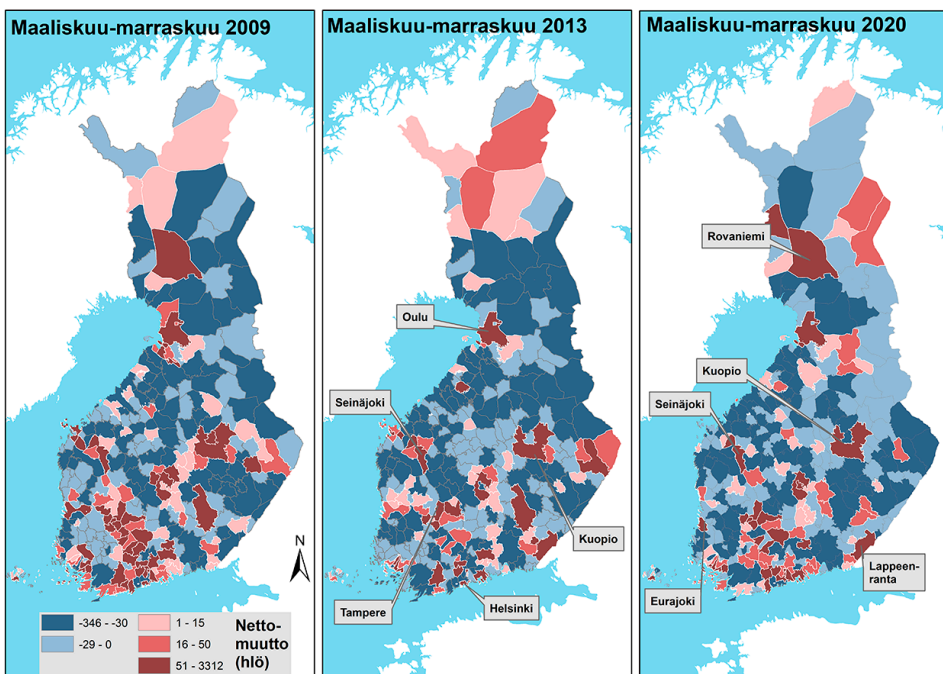 Maaliskuu-marraskuu 2009
Maaliskuu-marraskuu 2013
Maaliskuu-marraskuu 2020
Rovaniemi
Oulu
Kuopio
Seinäjoki
Seinäjoki
Kuopio
Lappeen-
ranta
Eurajoki
Tampere
Helsinki
N
-346 - -30
-29 - 0
1 - 15
16 - 50
51 - 3312
Netto-
muutto
(hlö)